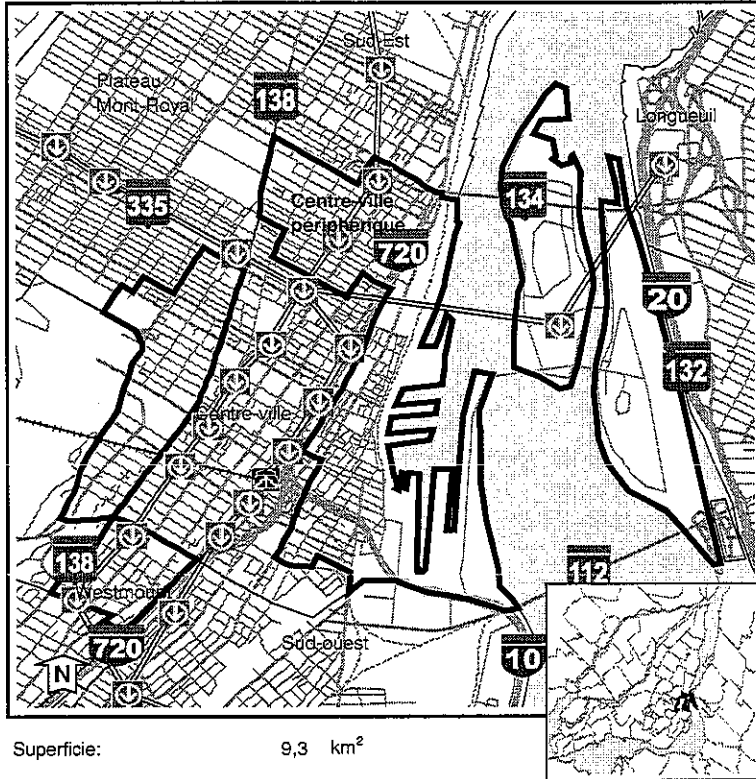 Sud-Est
Plateau
Mont-Royal
138
Longueuil
335
Centre-ville
périphérique
134
720
20
132
Centre-ville
138
112
Westmount
720
Sud-ouest
10
N
Superficie: 9,3 km²